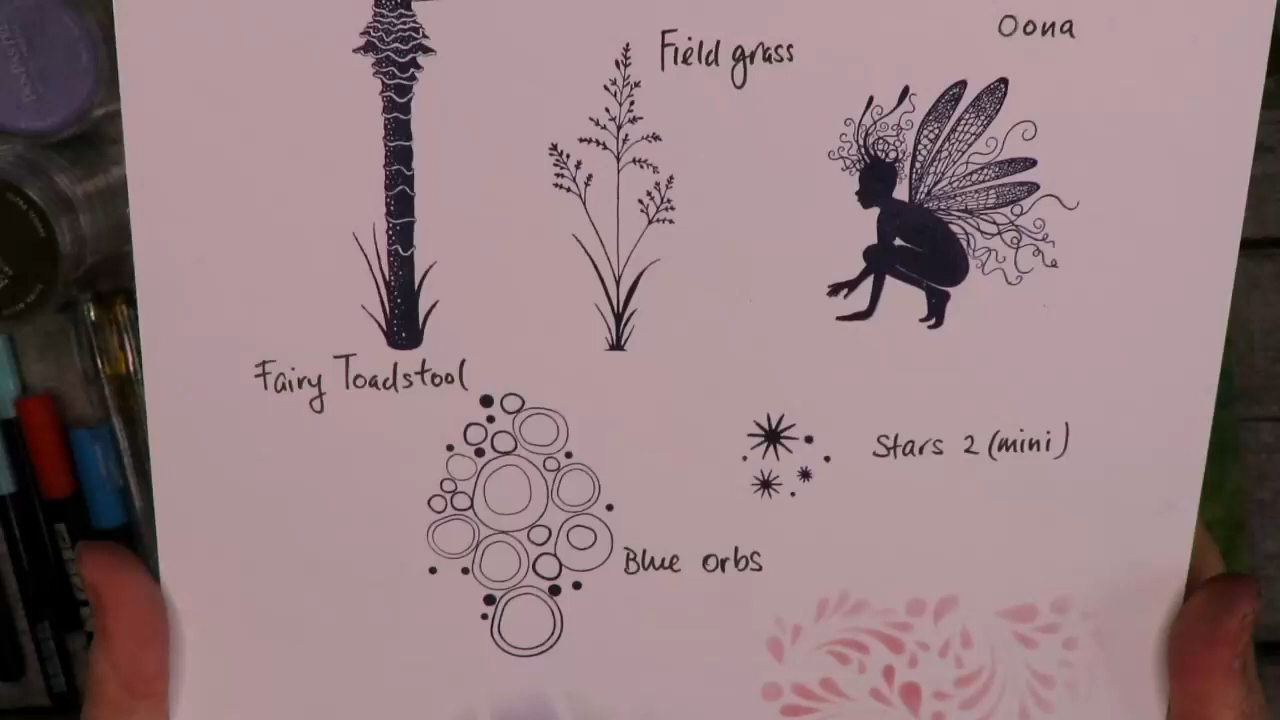 Oona
Field grass
Fairy Toadstool
Stars 2 (mini)
Blue orbs